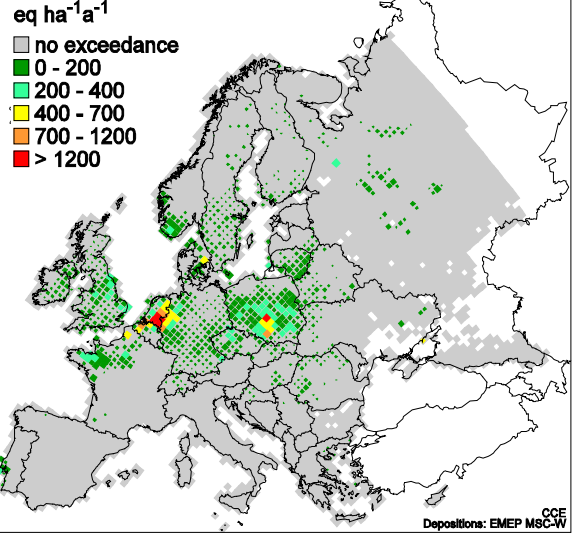 eq ha⁻¹a⁻¹
no exceedance
0 - 200
200 - 400
400 - 700
700 - 1200
> 1200
CCE
Depositions: EMEP MSC-W